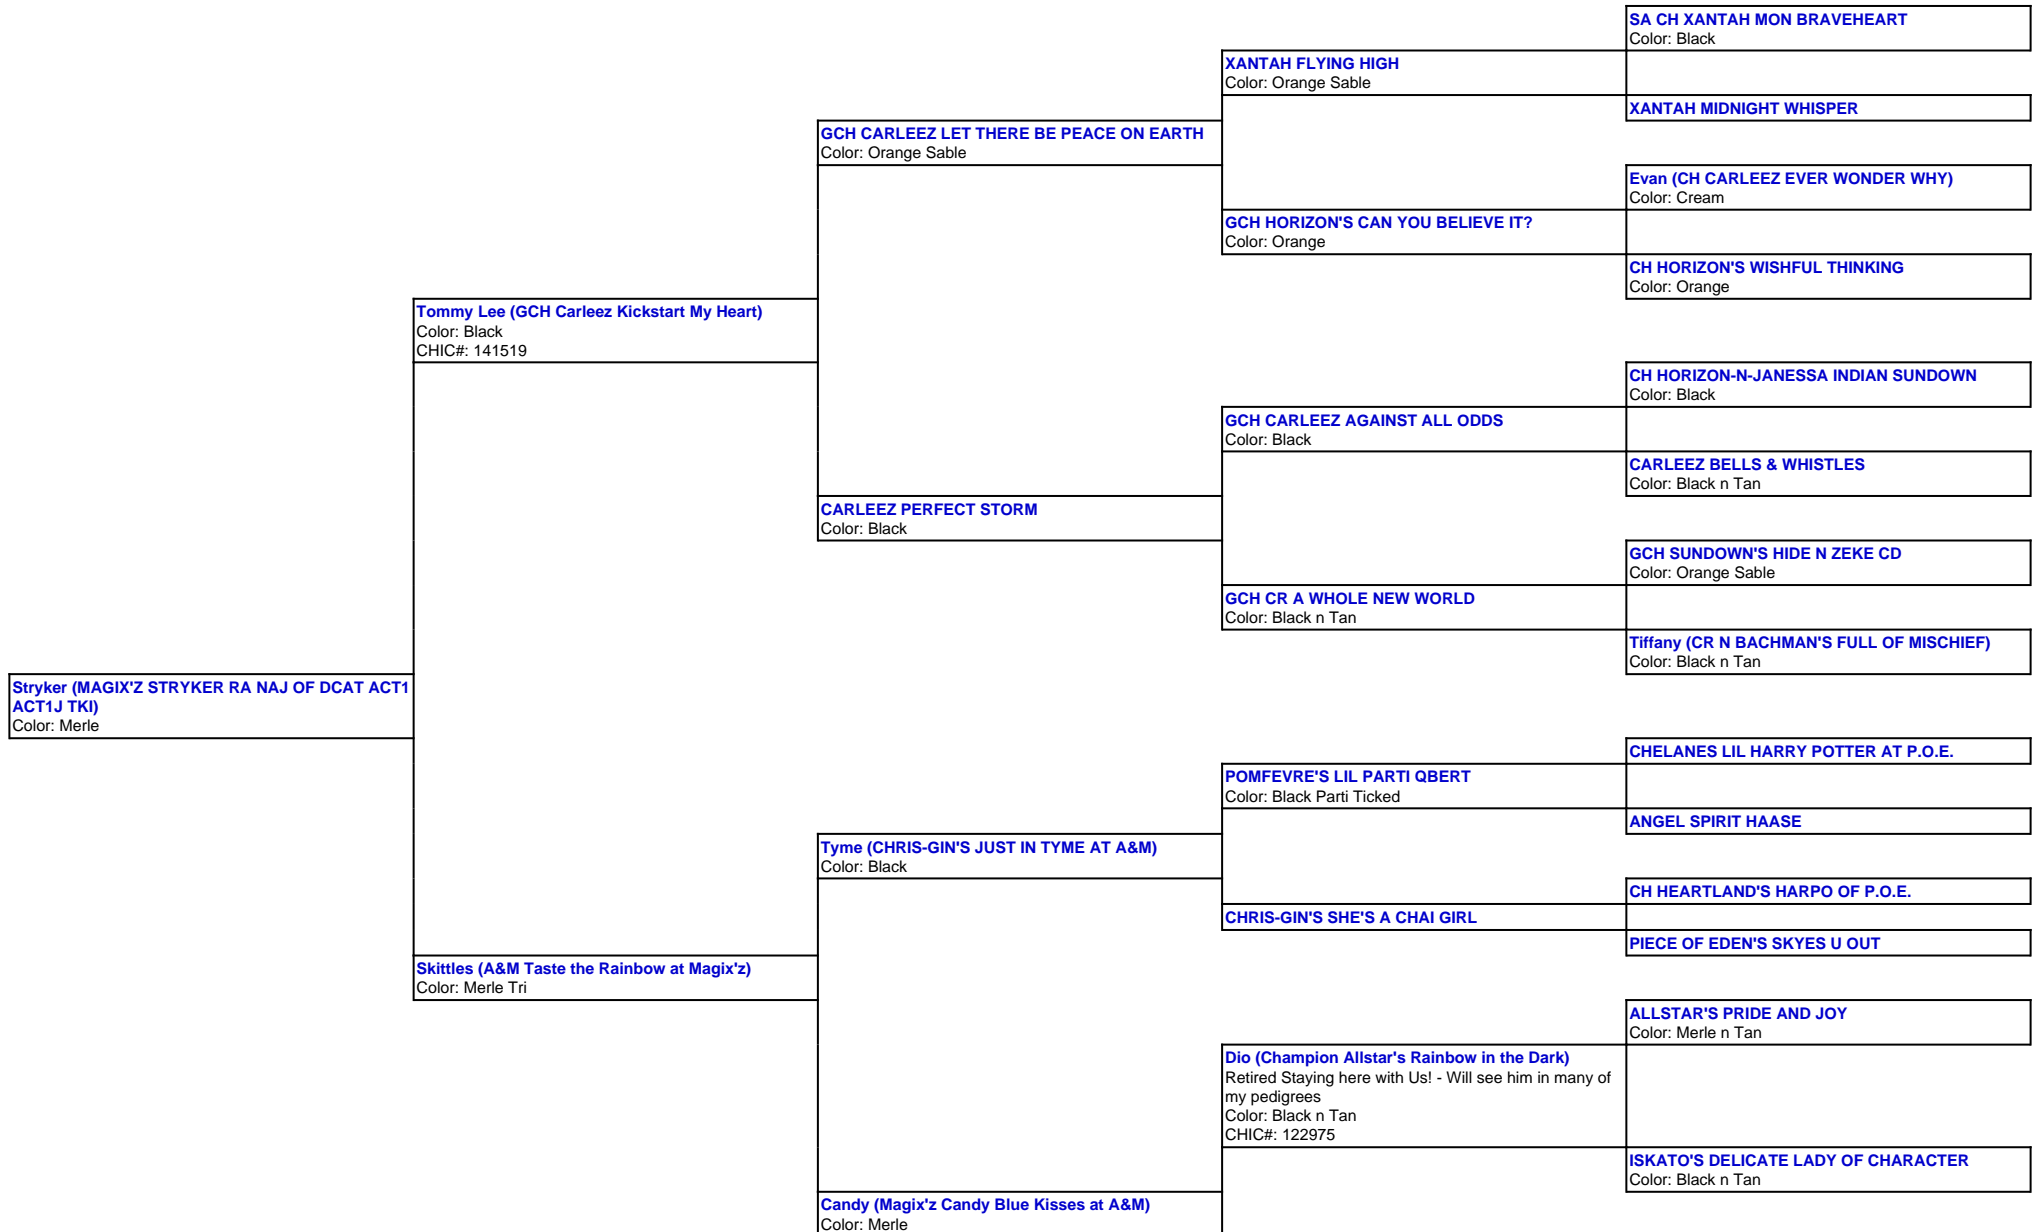 SA CH XANTAH MON BRAVEHEART
Color: Black
XANTAH FLYING HIGH
Color: Orange Sable
XANTAH MIDNIGHT WHISPER
GCH CARLEEZ LET THERE BE PEACE ON EARTH
Color: Orange Sable
Evan (CH CARLEEZ EVER WONDER WHY)
Color: Cream
GCH HORIZON'S CAN YOU BELIEVE IT?
Color: Orange
CH HORIZON'S WISHFUL THINKING
Color: Orange
Tommy Lee (GCH Carleez Kickstart My Heart)
Color: Black
CHIC#: 141519
CH HORIZON-N-JANESSA INDIAN SUNDOWN
Color: Black
GCH CARLEEZ AGAINST ALL ODDS
Color: Black
CARLEEZ BELLS & WHISTLES
Color: Black n Tan
CARLEEZ PERFECT STORM
Color: Black
GCH SUNDOWN'S HIDE N ZEKE CD
Color: Orange Sable
GCH CR A WHOLE NEW WORLD
Color: Black n Tan
Tiffany (CR N BACHMAN'S FULL OF MISCHIEF)
Color: Black n Tan
Stryker (MAGIX'Z STRYKER RA NAJ OF DCAT ACT1
ACT1J TKI)
Color: Merle
CHELANES LIL HARRY POTTER AT P.O.E.
POMFEVRE'S LIL PARTI QBERT
Color: Black Parti Ticked
ANGEL SPIRIT HAASE
Tyme (CHRIS-GIN'S JUST IN TYME AT A&M)
Color: Black
CH HEARTLAND'S HARPO OF P.O.E.
CHRIS-GIN'S SHE'S A CHAI GIRL
PIECE OF EDEN'S SKYES U OUT
Skittles (A&M Taste the Rainbow at Magix'z)
Color: Merle Tri
ALLSTAR'S PRIDE AND JOY
Color: Merle n Tan
Dio (Champion Allstar's Rainbow in the Dark)
Retired Staying here with Us! - Will see him in many of
my pedigrees
Color: Black n Tan
CHIC#: 122975
ISKATO'S DELICATE LADY OF CHARACTER
Color: Black n Tan
Candy (Magix'z Candy Blue Kisses at A&M)
Color: Merle